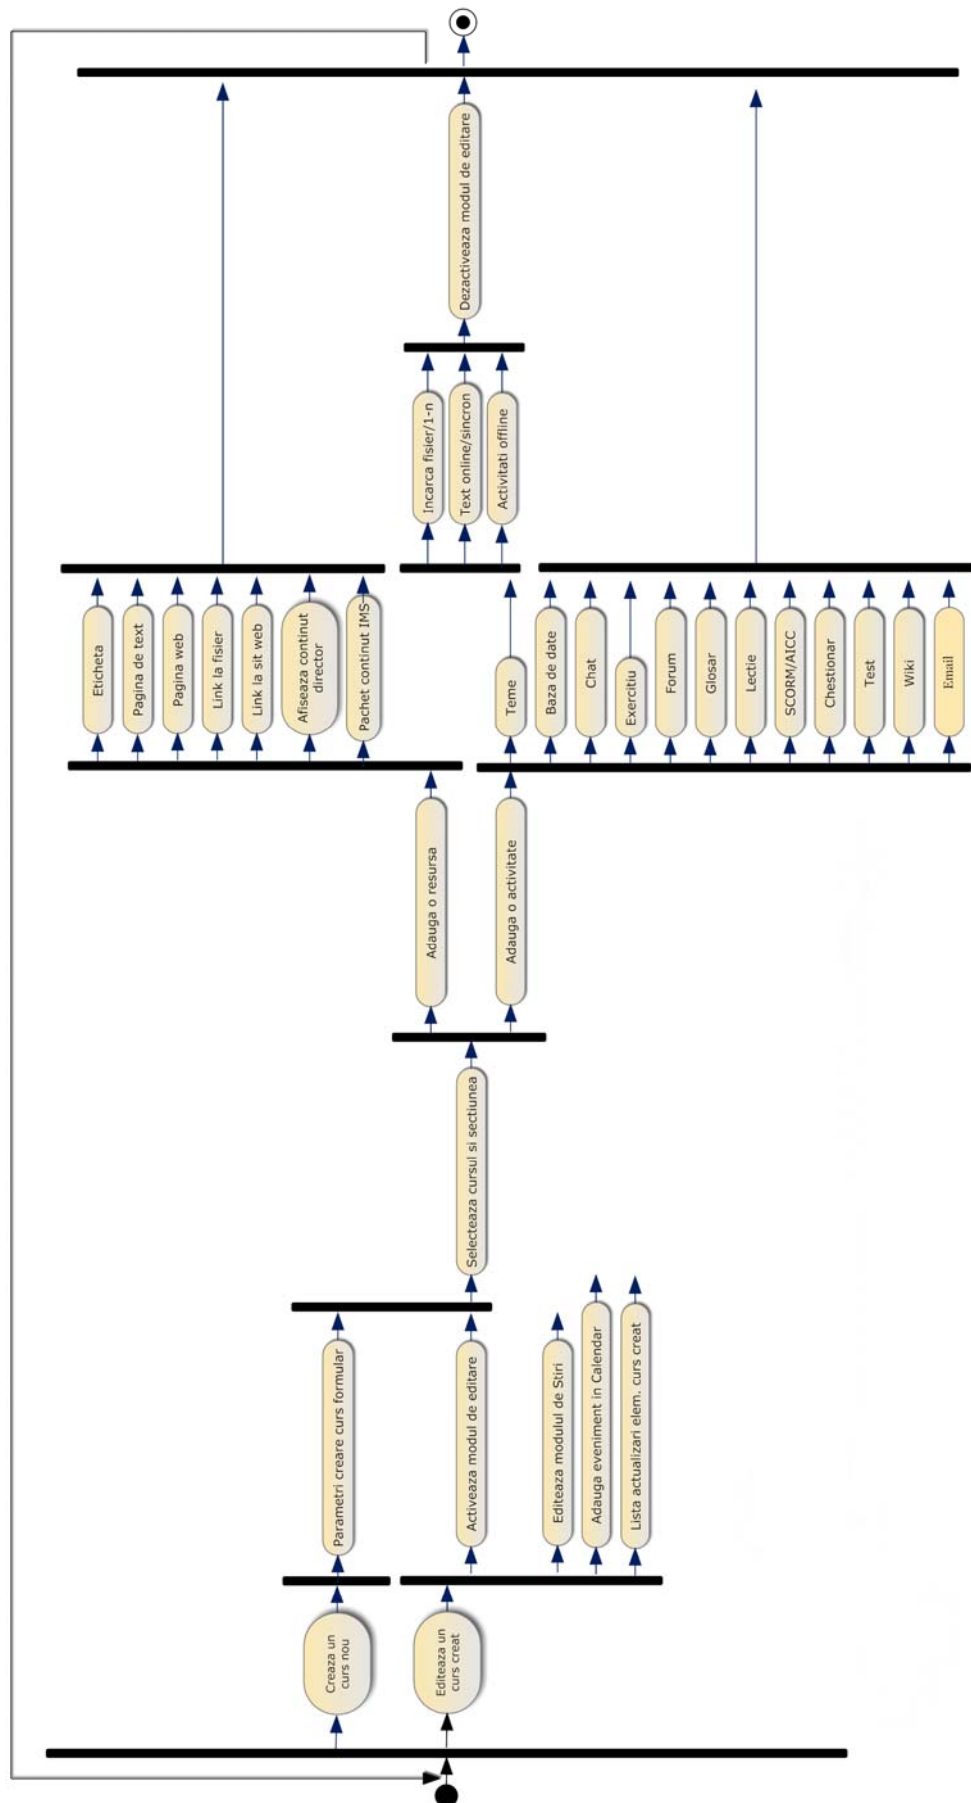 Dezactiveaza modul de editare
Incarca fisier/1-n
Text online/sincron
Activitati offline
Eticheta
Pagina de text
Pagina web
Link la fisier
Link la sit web
Afiseaza continut
director
Pachet continut IMS
Teme
Baza de date
Chat
Exercitiu
Forum
Glosar
Lectie
SCORM/AICC
Chestionar
Test
Wiki
Email
Adauga o resursa
Adauga o activitate
Selecteaza cursul si sectiunea
Parametri creare curs formular
Activeaza modul de editare
Editeaza modulul de Stiri
Adauga eveniment in Calendar
Lista actualizari elem. curs creat
Creaza un
curs nou
Editeaza un
curs creat